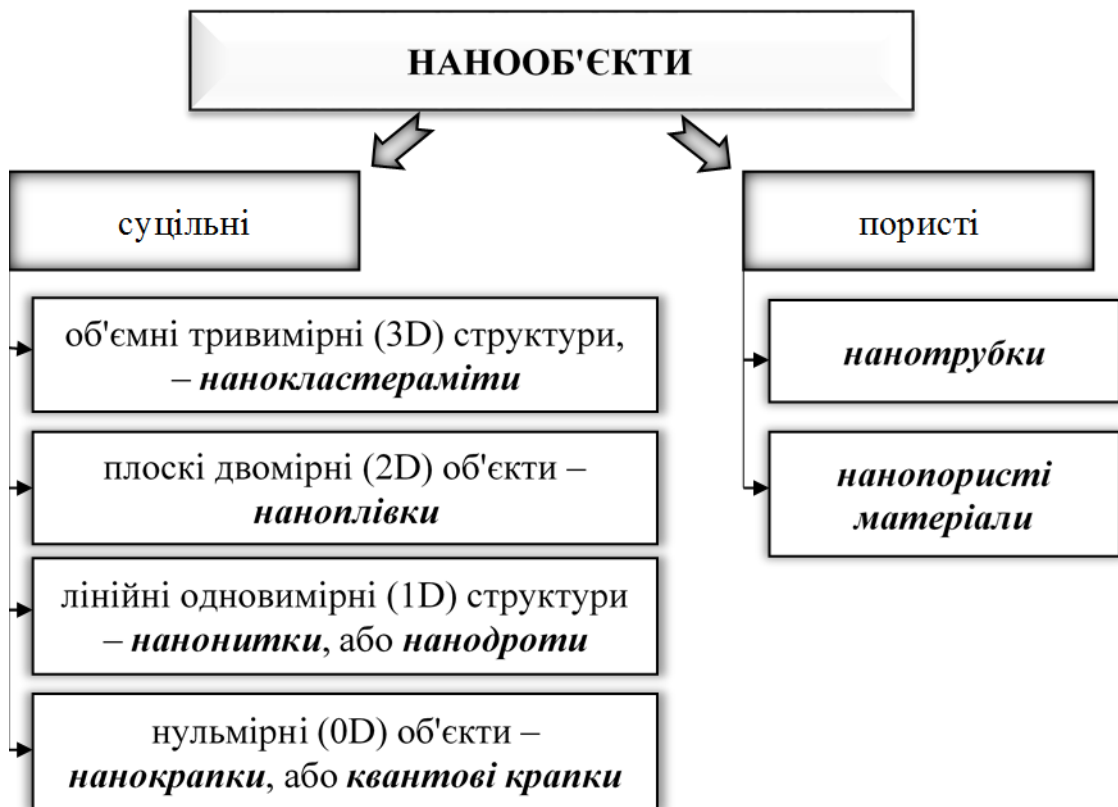 НАНООБ'ЄКТИ
суцільні
об'ємні тривимірні (3D) структури,
– нанокластераміти
плоскі двомірні (2D) об'єкти –
наноплівки
лінійні одновимірні (1D) структури
– нанонитки, або нанодроти
нульмірні (0D) об'єкти –
нанокрапки, або квантові крапки
пористі
нанотрубки
нанопористі
матеріали